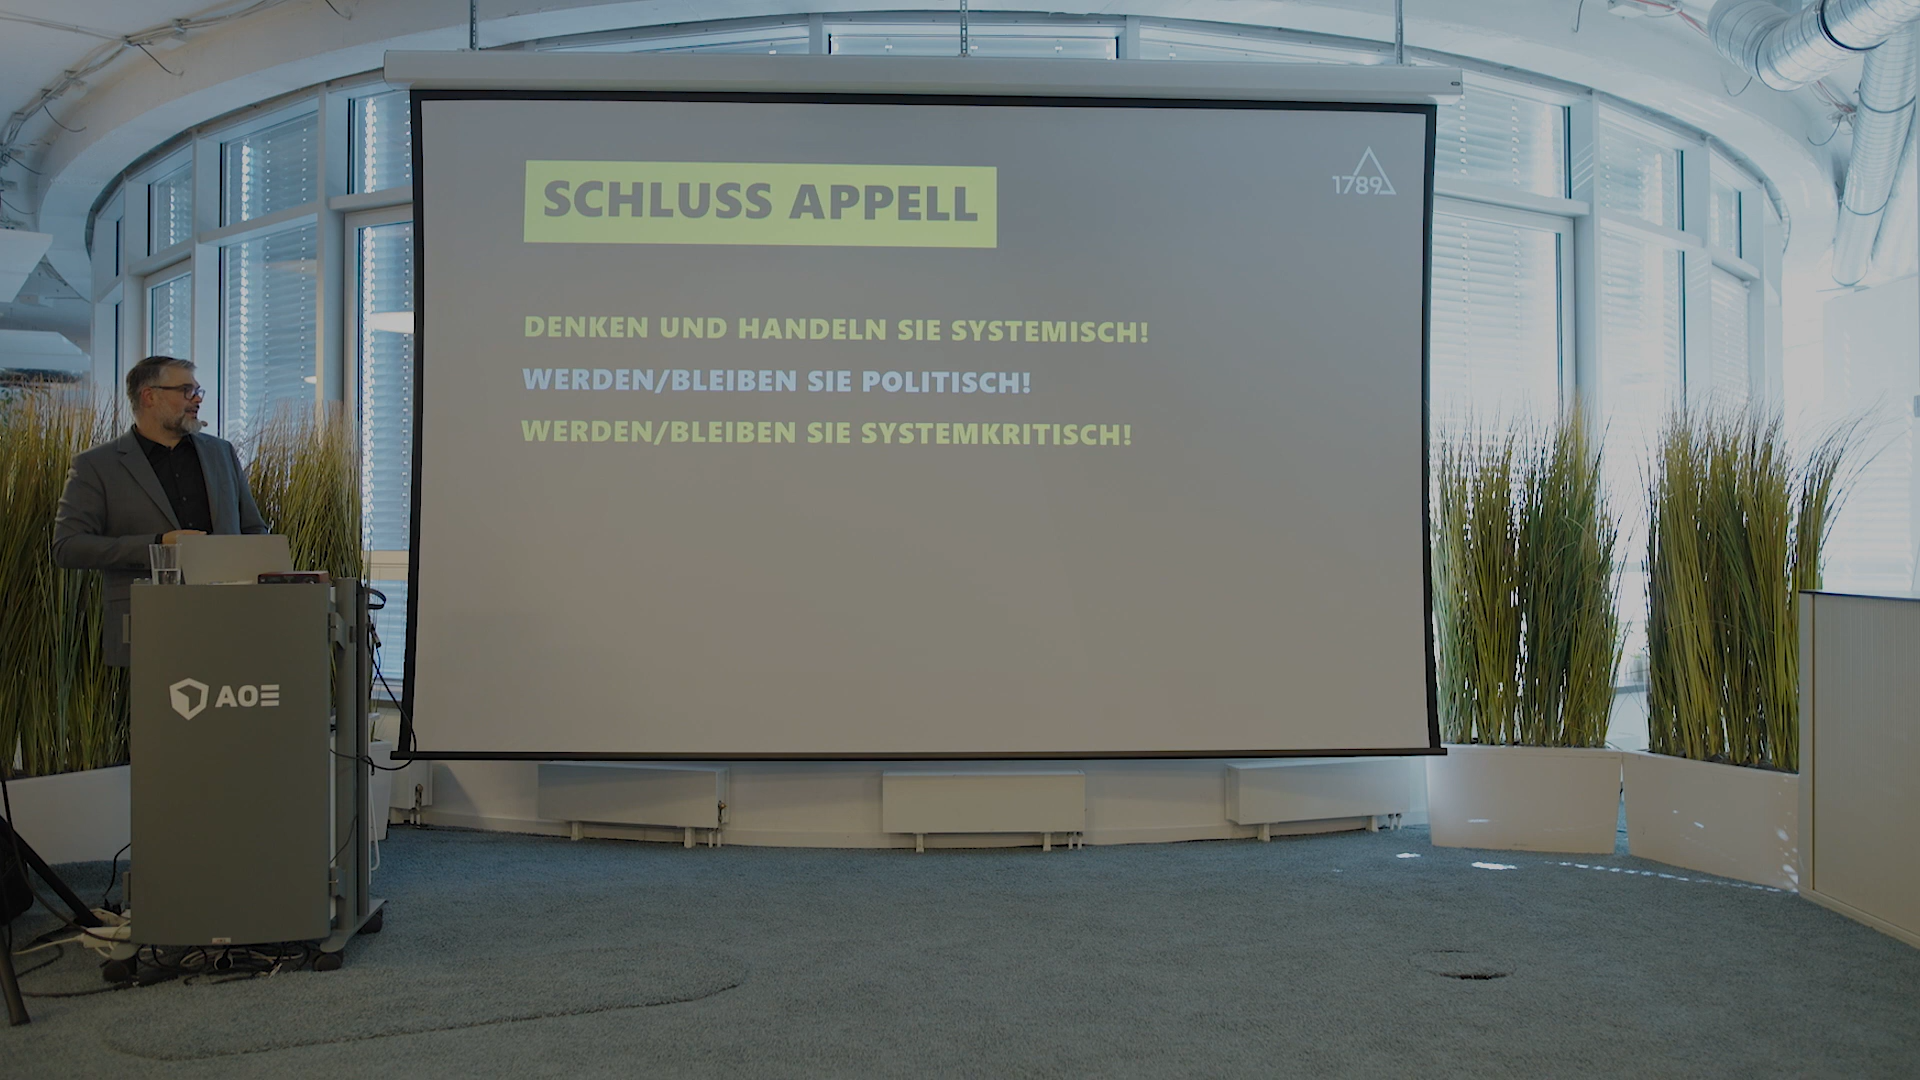 SCHLUSS APPELL
1789
DENKEN UND HANDELN SIE SYSTEMISCH!
WERDEN/BLEIBEN SIE POLITISCH!
WERDEN/BLEIBEN SIE SYSTEMKRITISCH!
AOE